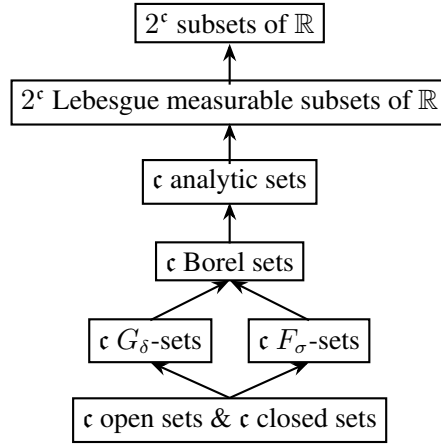 2^𝔠 subsets of ℝ
2^𝔠 Lebesgue measurable subsets of ℝ
𝔠 analytic sets
𝔠 Borel sets
𝔠 G_δ-sets
𝔠 F_σ-sets
𝔠 open sets & 𝔠 closed sets